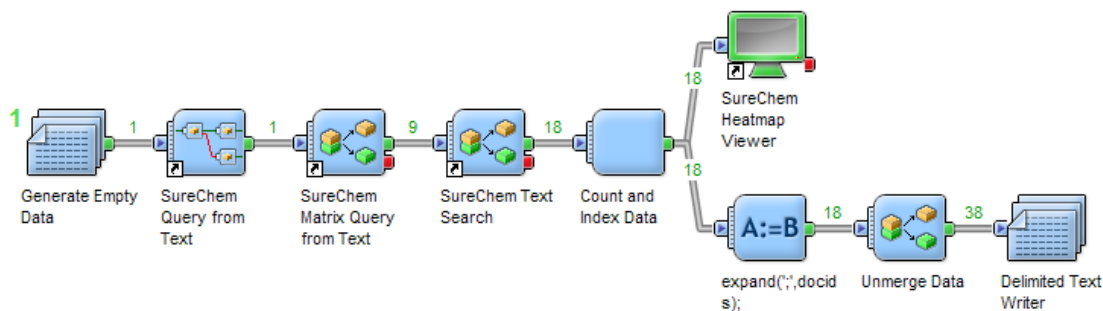 18
SureChem
Heatmap
Viewer
1
1
1
9
18
18
Generate Empty
Data
SureChem
Query from
Text
SureChem
Matrix Query
from Text
SureChem Text
Search
Count and
Index Data
A:=B
18
38
expand(';',docid
s);
Unmerge Data
Delimited Text
Writer